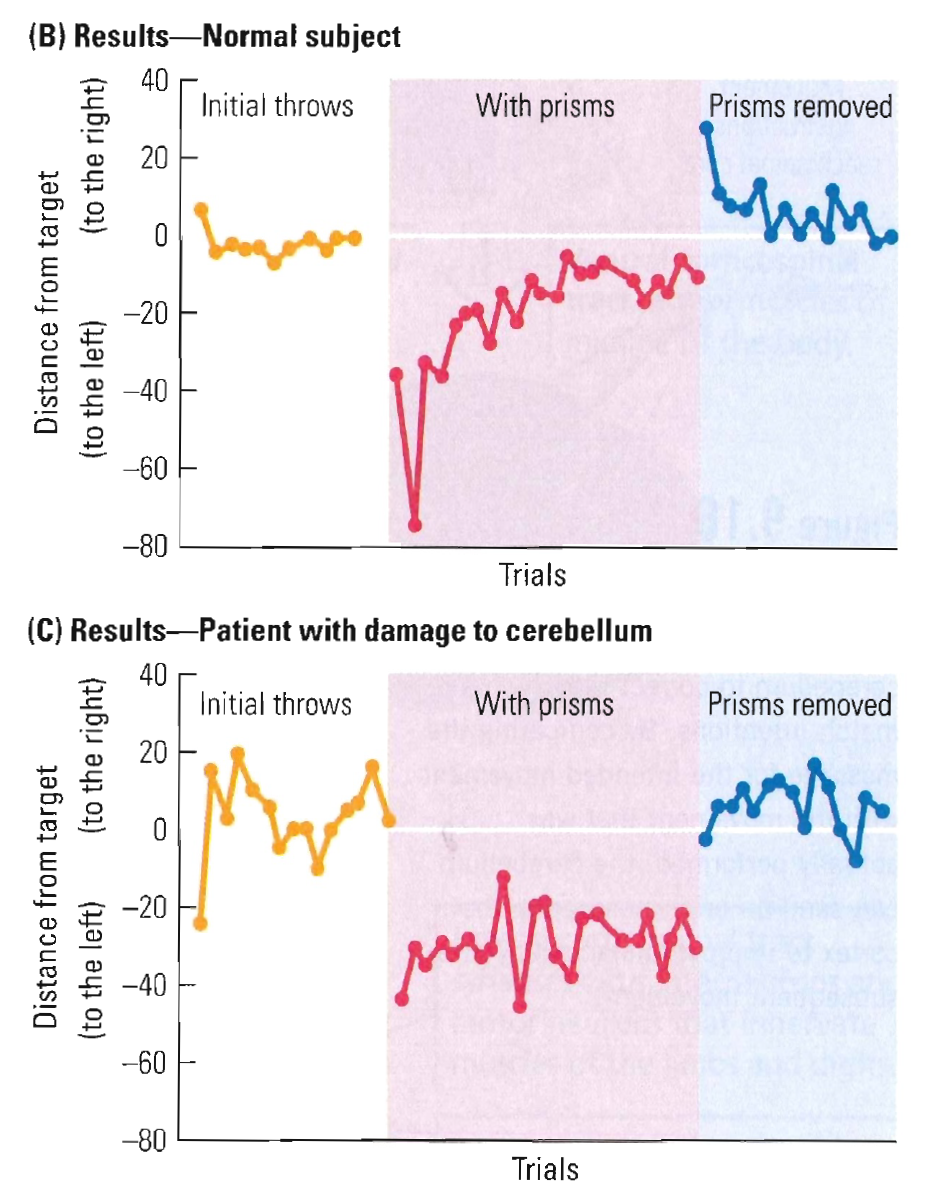 (B) Results—Normal subject
40
Initial throws
With prisms
Prisms removed
20
0
–20
–40
–60
–80
Distance from target
(to the left)
(to the right)
Trials
(C) Results—Patient with damage to cerebellum
40
Initial throws
With prisms
Prisms removed
20
0
–20
–40
–60
–80
Distance from target
(to the left)
(to the right)
Trials